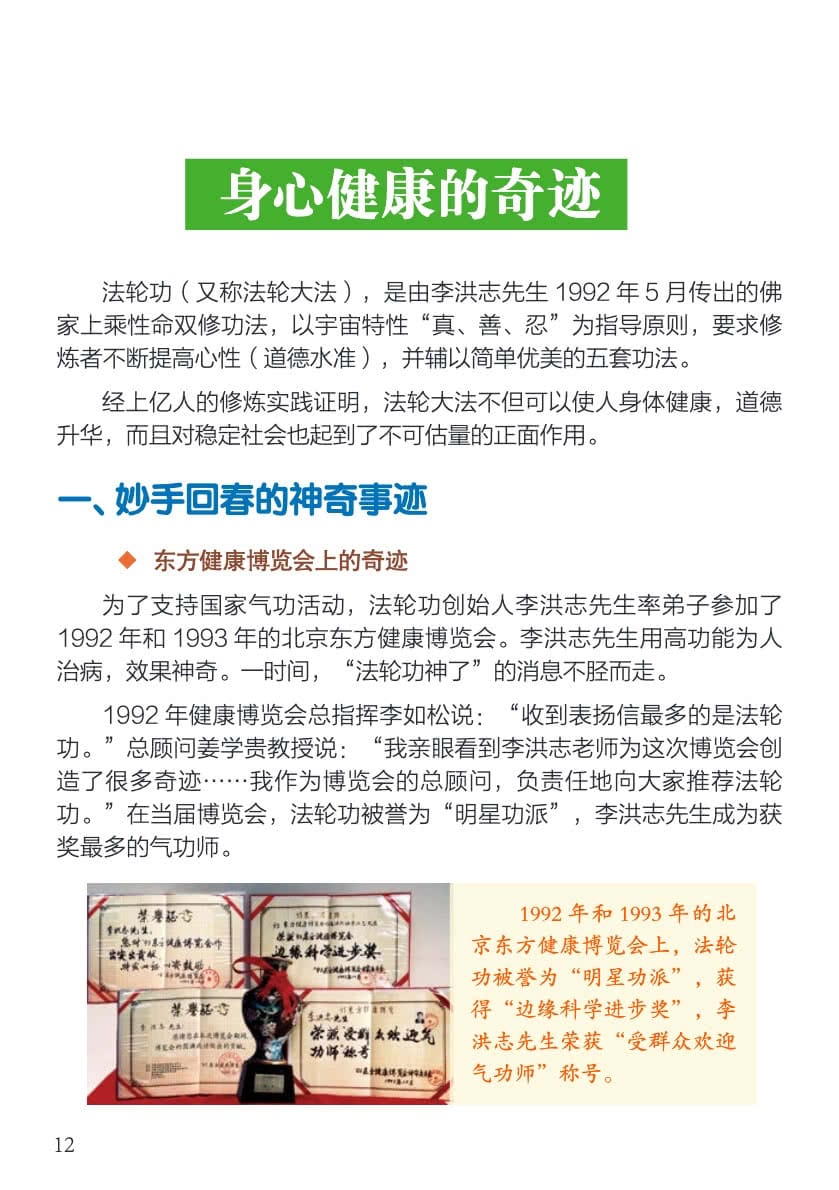 身心健康的奇迹
法轮功（又称法轮大法），是由李洪志先生 1992 年 5 月传出的佛
家上乘性命双修功法，以宇宙特性“真、善、忍”为指导原则，要求修
炼者不断提高心性（道德水准），并辅以简单优美的五套功法。
经上亿人的修炼实践证明，法轮大法不但可以使人身体健康，道德
升华，而且对稳定社会也起到了不可估量的正面作用。
一、妙手回春的神奇事迹
◆ 东方健康博览会上的奇迹
为了支持国家气功活动，法轮功创始人李洪志先生率弟子参加了
1992 年和 1993 年的北京东方健康博览会。李洪志先生用高功能为人
治病，效果神奇。一时间，“法轮功神了”的消息不胫而走。
1992 年健康博览会总指挥李如松说：“收到表扬信最多的是法轮
功。”总顾问姜学贵教授说：“我亲眼看到李洪志老师为这次博览会创
造了很多奇迹……我作为博览会的总顾问，负责任地向大家推荐法轮
功。”在当届博览会，法轮功被誉为“明星功派”，李洪志先生成为获
奖最多的气功师。
荣誉证
李洪志先生
边缘科学进步奖
荣誉证
李洪志先生
荣获“受群众欢迎气
功师”称号
1992 年和 1993 年的北
京东方健康博览会上，法轮
功被誉为“明星功派”，获
得“边缘科学进步奖”，李
洪志先生荣获“受群众欢迎
气功师”称号。
12